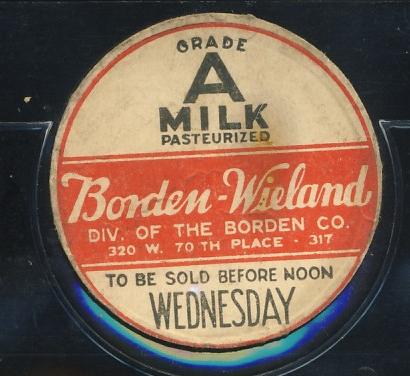 GRADE
A
MILK
PASTEURIZED
Borden-Wieland
DIV. OF THE BORDEN CO.
320 W. 70 TH PLACE · 317
TO BE SOLD BEFORE NOON
WEDNESDAY